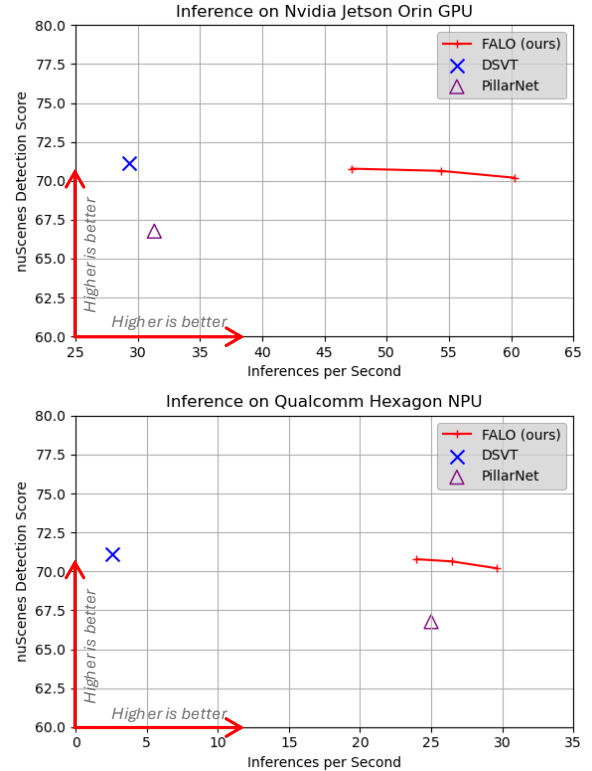 Inference on Nvidia Jetson Orin GPU
80.0
77.5
75.0
72.5
70.0
67.5
65.0
62.5
60.0
nuScenes Detection Score
FALO (ours)
DSVT
PillarNet
Higher is better
Higher is better
25 30 35 40 45 50 55 60 65
Inferences per Second
Inference on Qualcomm Hexagon NPU
80.0
77.5
75.0
72.5
70.0
67.5
65.0
62.5
60.0
nuScenes Detection Score
FALO (ours)
DSVT
PillarNet
Higher is better
Higher is better
0 5 10 15 20 25 30 35
Inferences per Second